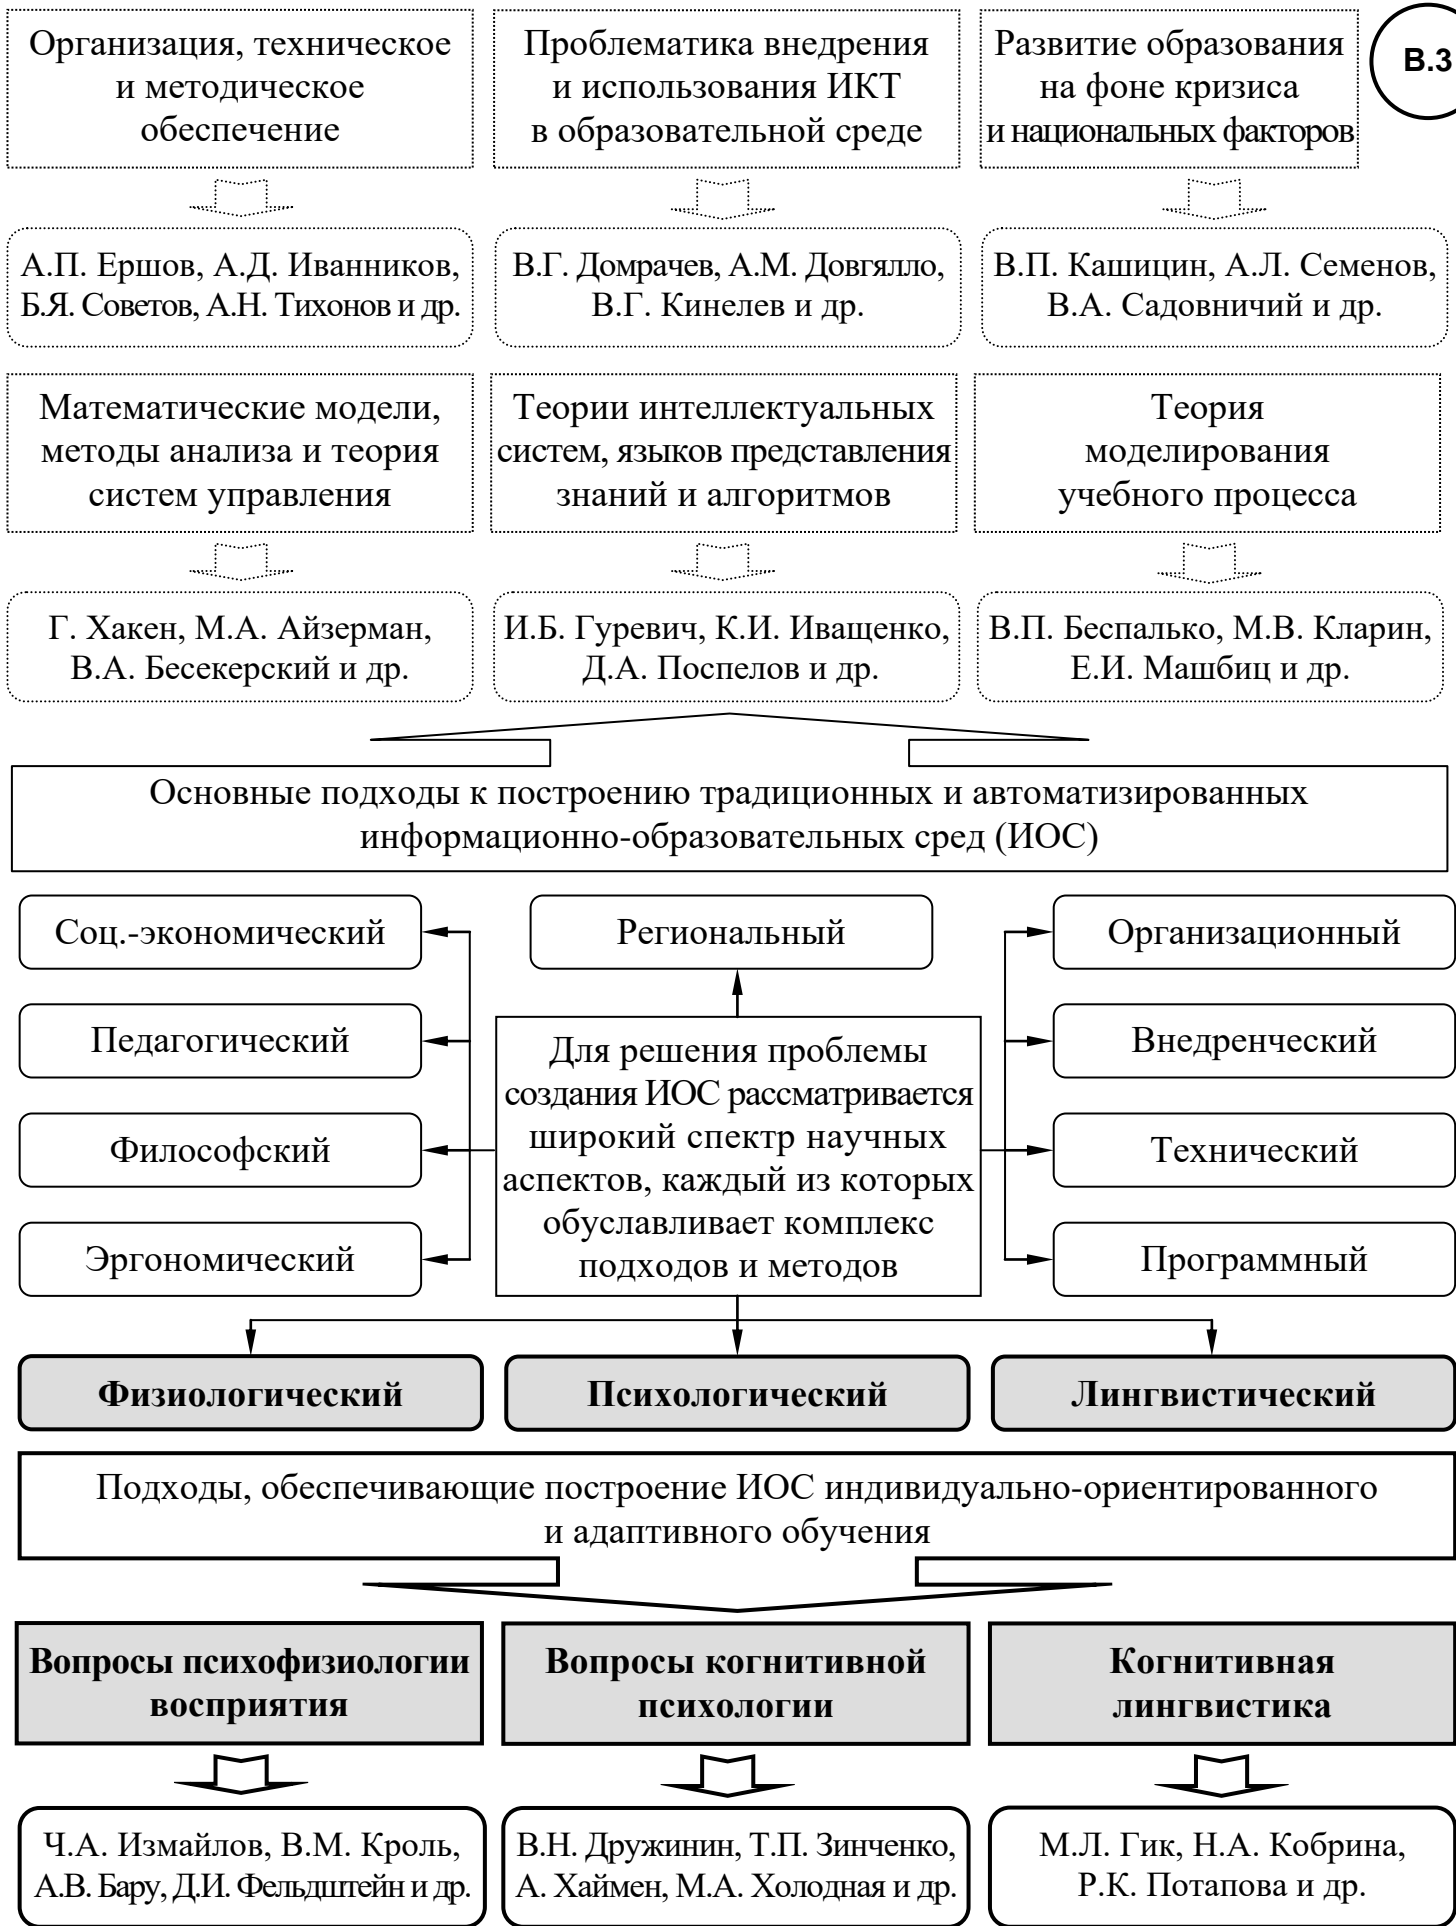 Организация, техническое
и методическое
обеспечение
Проблематика внедрения
и использования ИКТ
в образовательной среде
Развитие образования
на фоне кризиса
и национальных факторов
В.3
А.П. Ершов, А.Д. Иванников,
Б.Я. Советов, А.Н. Тихонов и др.
В.Г. Домрачев, А.М. Довгялло,
В.Г. Кинелев и др.
В.П. Кашицин, А.Л. Семенов,
В.А. Садовничий и др.
Математические модели,
методы анализа и теория
систем управления
Теории интеллектуальных
систем, языков представления
знаний и алгоритмов
Теория
моделирования
учебного процесса
Г. Хакен, М.А. Айзерман,
В.А. Бесекерский и др.
И.Б. Гуревич, К.И. Иващенко,
Д.А. Поспелов и др.
В.П. Беспалько, М.В. Кларин,
Е.И. Машбиц и др.
Основные подходы к построению традиционных и автоматизированных
информационно-образовательных сред (ИОС)
Соц.-экономический
Региональный
Организационный
Педагогический
Внедренческий
Для решения проблемы
создания ИОС рассматривается
широкий спектр научных
аспектов, каждый из которых
обуславливает комплекс
подходов и методов
Философский
Технический
Эргономический
Программный
Физиологический
Психологический
Лингвистический
Подходы, обеспечивающие построение ИОС индивидуально-ориентированного
и адаптивного обучения
Вопросы психофизиологии
восприятия
Вопросы когнитивной
психологии
Когнитивная
лингвистика
Ч.А. Измайлов, В.М. Кроль,
А.В. Бару, Д.И. Фельдштейн и др.
В.Н. Дружинин, Т.П. Зинченко,
А. Хаймен, М.А. Холодная и др.
М.Л. Гик, Н.А. Кобрина,
Р.К. Потапова и др.